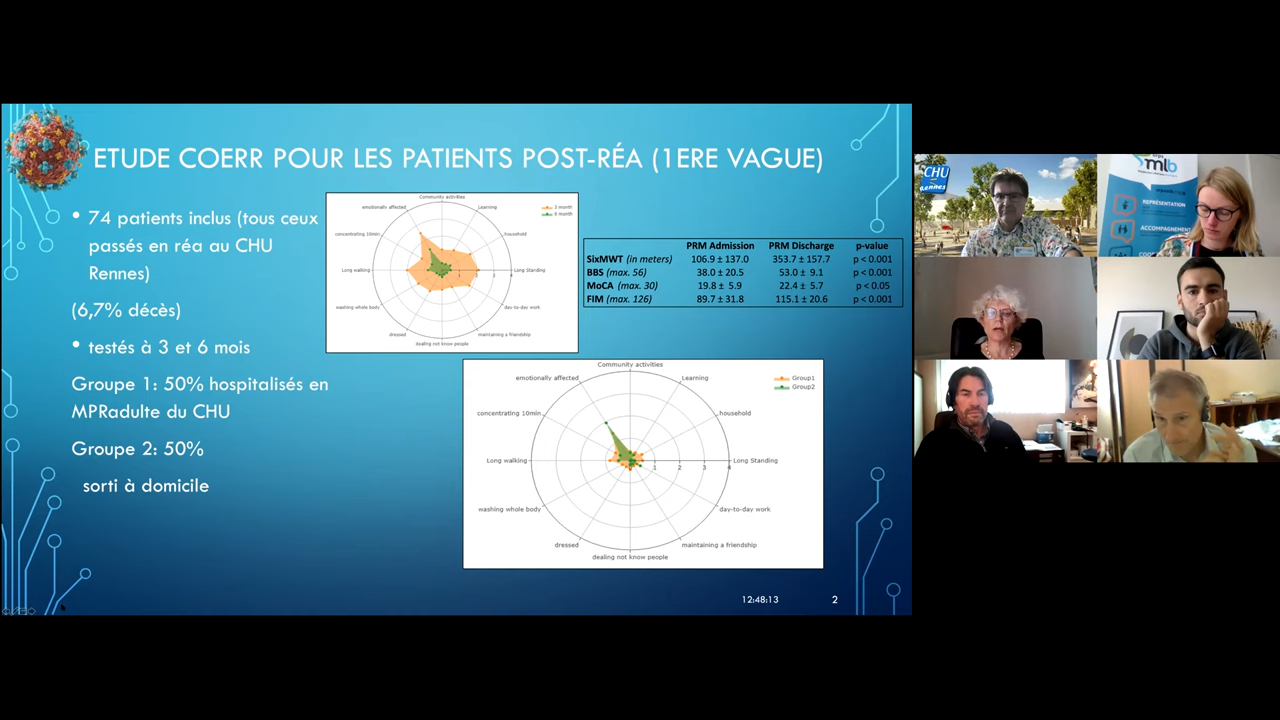 ETUDE COERR POUR LES PATIENTS POST-RÉA (1ERE VAGUE)
• 74 patients inclus (tous ceux
passés en réa au CHU
Rennes)
(6,7% décès)
• testés à 3 et 6 mois
Groupe 1: 50% hospitalisés en
MPRadulte du CHU
Groupe 2: 50%
sorti à domicile
Community activities
emotionally affected
Learning
3 month
6 month
concentrating 10min
household
Long walking
1 2 3 4
Long Standing
washing whole body
day-to-day work
dressed
maintaining a friendship
dealing not know people
PRM Admission PRM Discharge p-value
SixMWT (in meters) 106.9 ± 137.0 353.7 ± 157.7 p < 0.001
BBS (max. 56) 38.0 ± 20.5 53.0 ± 9.1 p < 0.001
MoCA (max. 30) 19.8 ± 5.9 22.4 ± 5.7 p < 0.05
FIM (max. 126) 89.7 ± 31.8 115.1 ± 20.6 p < 0.001
Community activities
emotionally affected
Learning
Group1
Group2
concentrating 10min
household
Long walking
1 2 3 4
Long Standing
washing whole body
day-to-day work
dressed
maintaining a friendship
dealing not know people
12:48:13
2
CHU
Rennes
mlb
REPRÉSENTATION
ACCOMPAGNEMENT